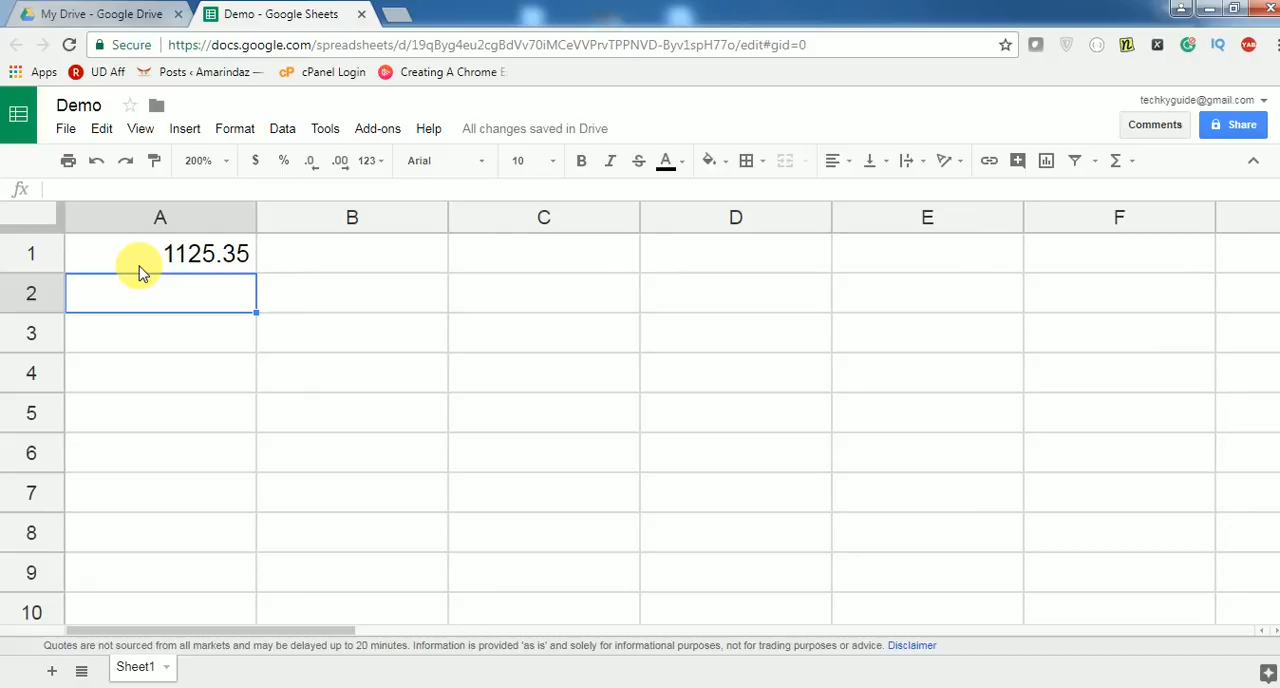 My Drive - Google Drive
Demo - Google Sheets
Secure https://docs.google.com/spreadsheets/d/19qByg4eu2cgBdVv70iMCeVVPrvTPPNVD-Byv1spH77o/edit#gid=0
Apps UD Aff Posts ‹ Amarindaz — cPanel Login Creating A Chrome E
Demo
techkyguide@gmail.com
File Edit View Insert Format Data Tools Add-ons Help All changes saved in Drive
Comments Share
200% $ % .0 .00 123 Arial 10 B I S A Σ
fx
A B C D E F
1 1125.35
2
3
4
5
6
7
8
9
10
Quotes are not sourced from all markets and may be delayed up to 20 minutes. Information is provided 'as is' and solely for informational purposes, not for trading purposes or advice. Disclaimer
+ Sheet1